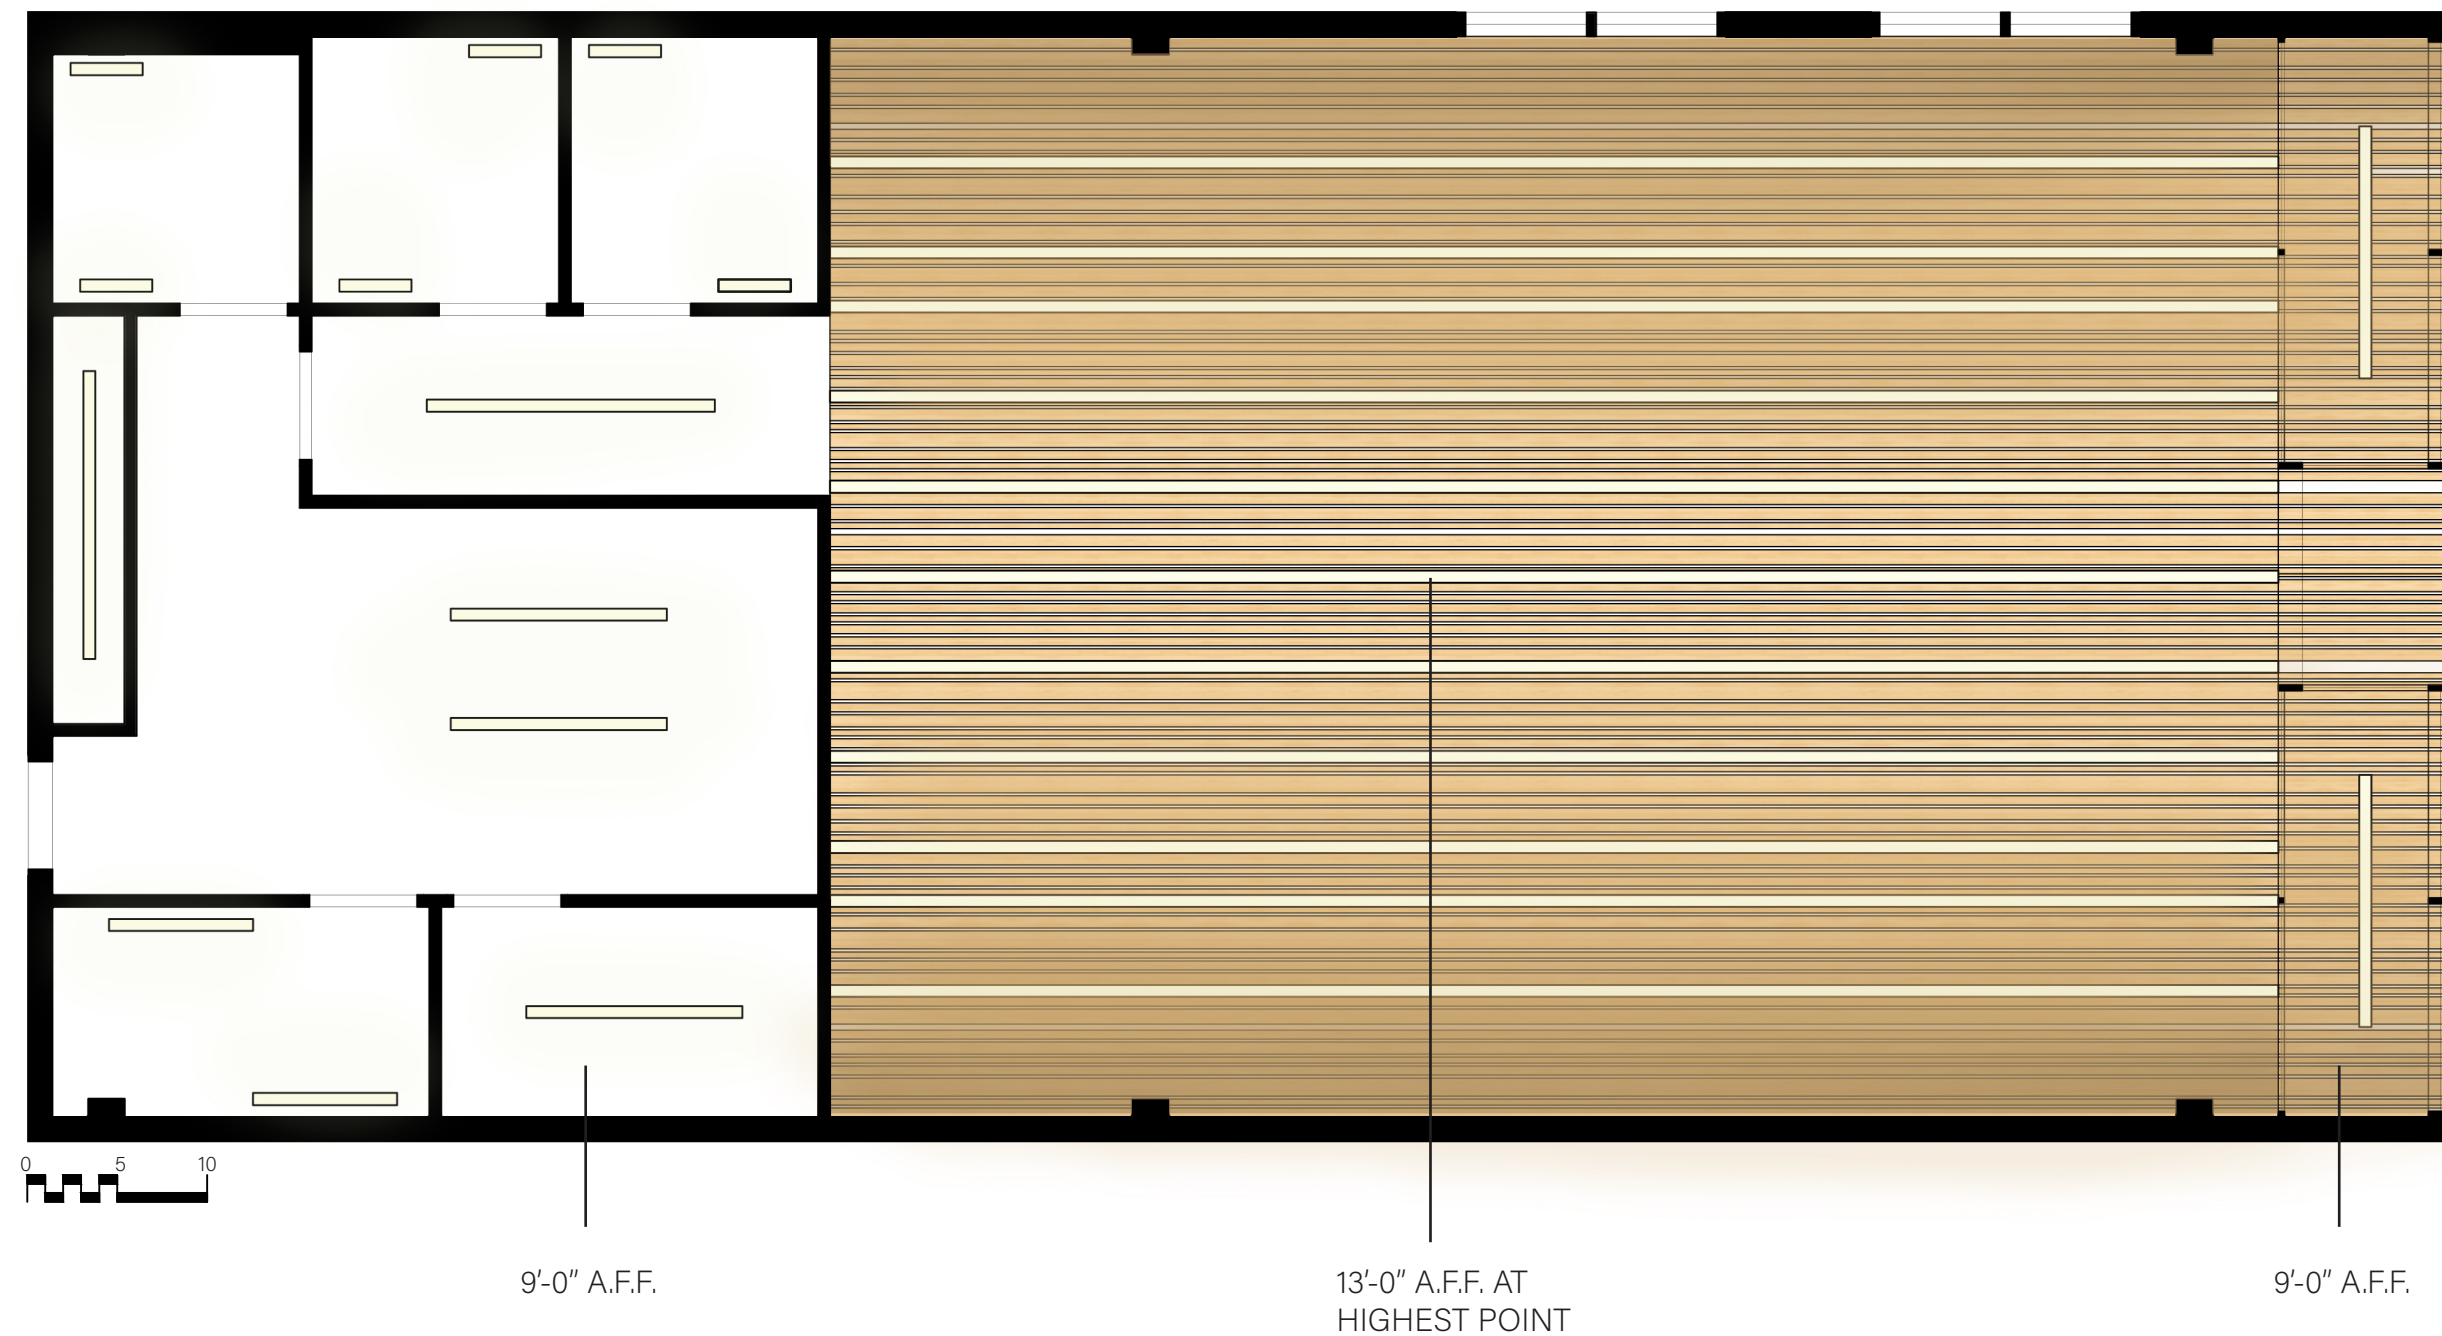 0 5 10
9'-0" A.F.F.
13'-0" A.F.F. AT
HIGHEST POINT
9'-0" A.F.F.